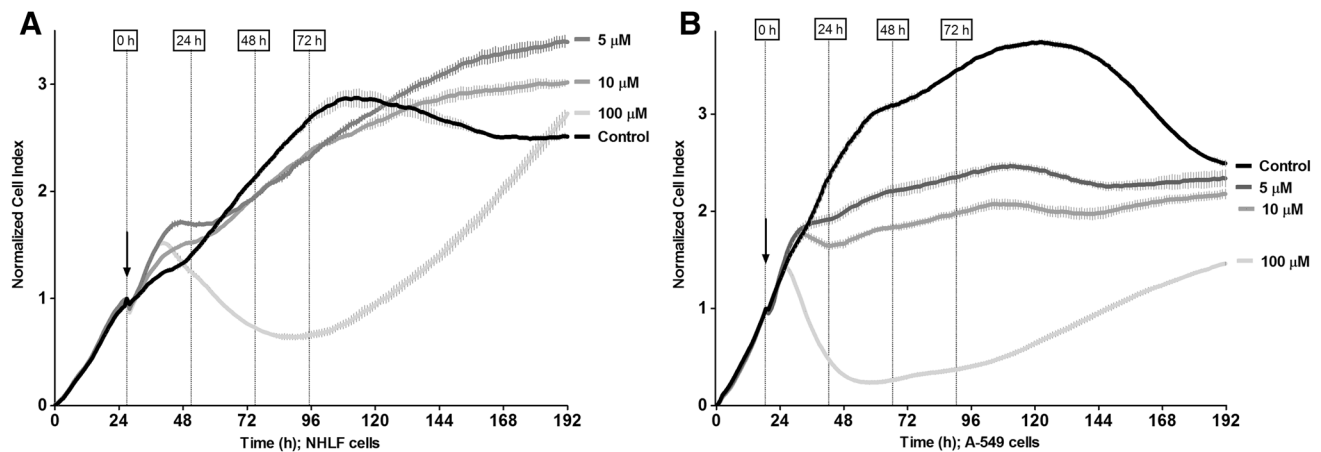 A
0 h 24 h 48 h 72 h
Normalized Cell Index
3
2
1
0
0 24 48 72 96 120 144 168 192
Time (h); NHLF cells
5 μM
10 μM
100 μM
Control
B
0 h 24 h 48 h 72 h
Normalized Cell Index
3
2
1
0
0 24 48 72 96 120 144 168 192
Time (h); A-549 cells
Control
5 μM
10 μM
100 μM